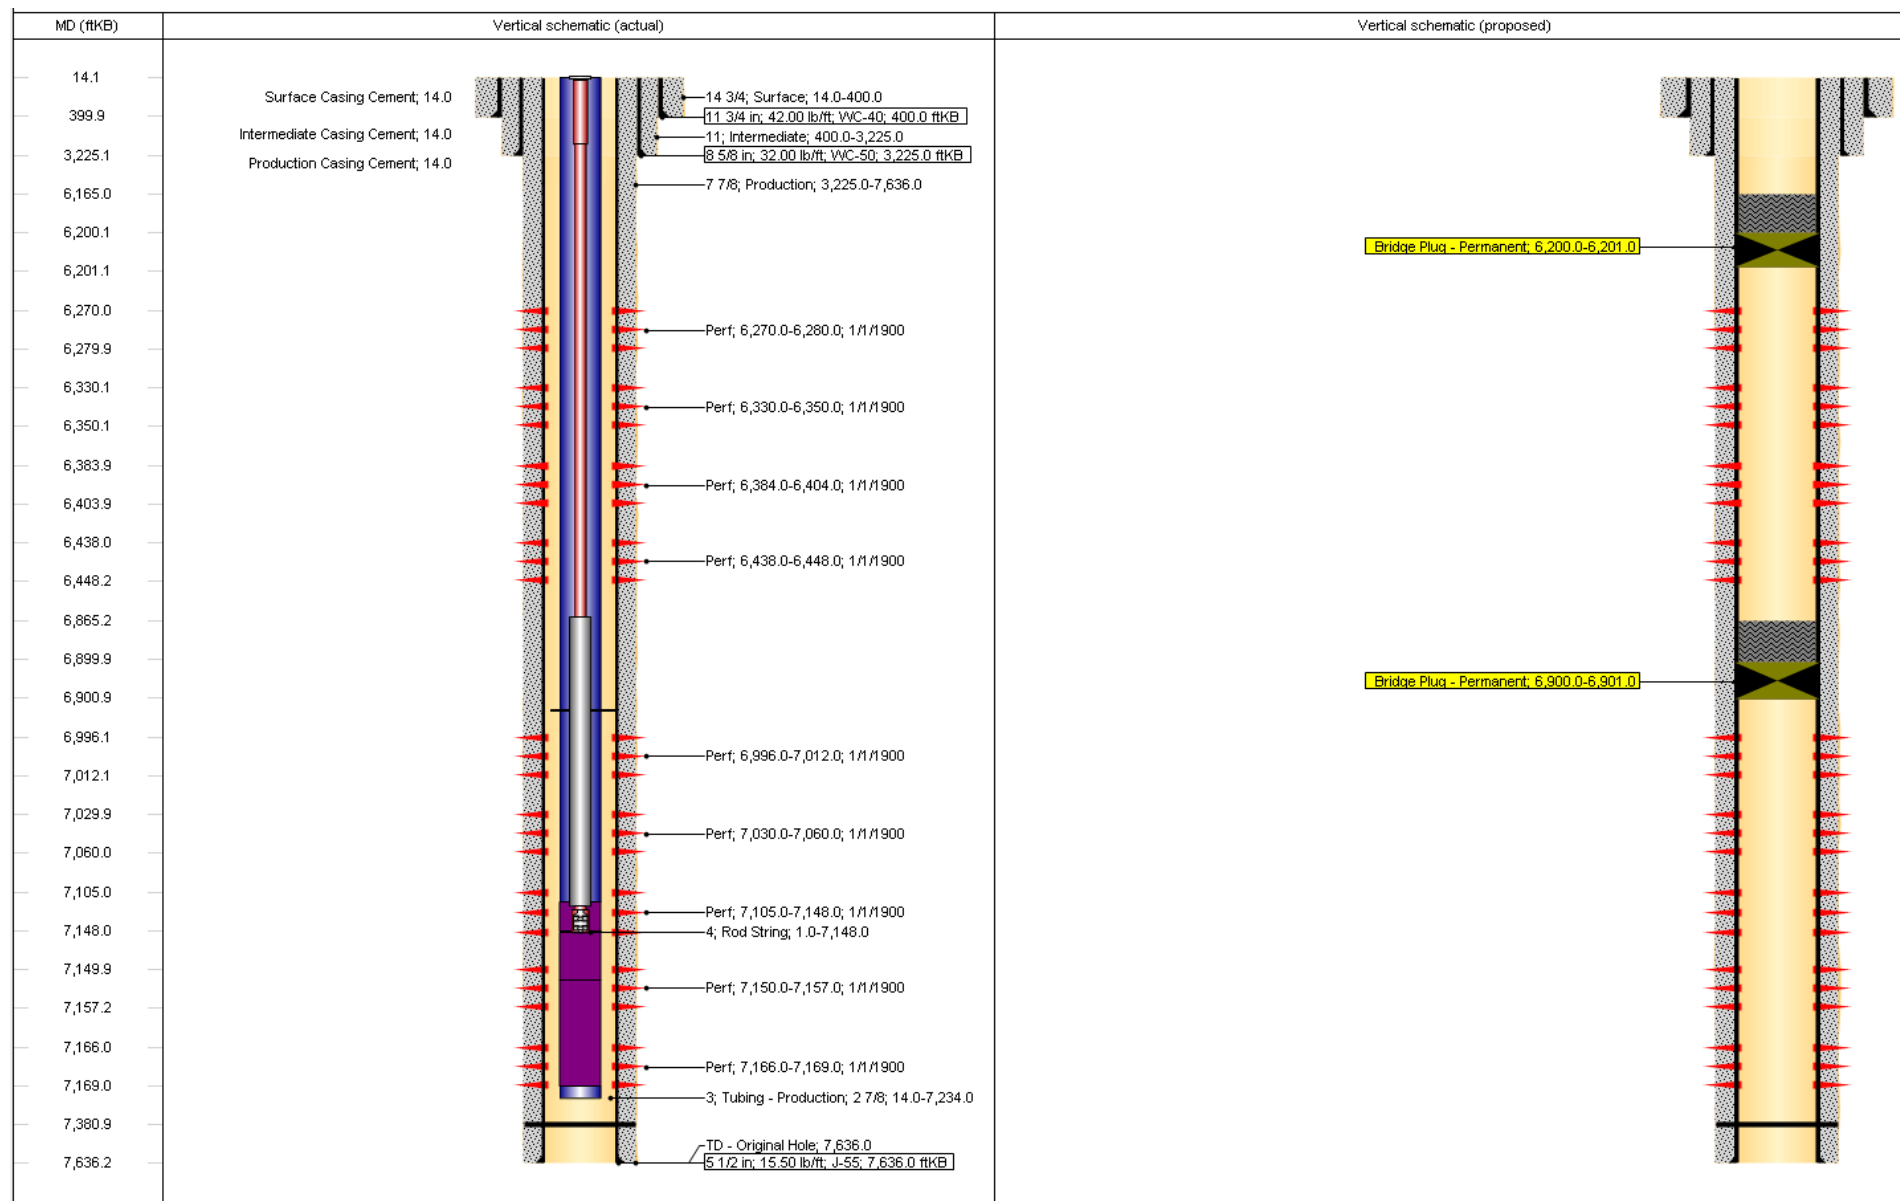 MD (ftKB)
Vertical schematic (actual)
Vertical schematic (proposed)
14.1
399.9
3,225.1
6,165.0
6,200.1
6,201.1
6,270.0
6,279.9
6,330.1
6,350.1
6,383.9
6,403.9
6,438.0
6,448.2
6,865.2
6,899.9
6,900.9
6,996.1
7,012.1
7,029.9
7,060.0
7,105.0
7,148.0
7,149.9
7,157.2
7,166.0
7,169.0
7,380.9
7,636.2
Surface Casing Cement; 14.0
Intermediate Casing Cement; 14.0
Production Casing Cement; 14.0
14 3/4; Surface; 14.0-400.0
11 3/4 in; 42.00 lb/ft; WC-40; 400.0 ftKB
11; Intermediate; 400.0-3,225.0
8 5/8 in; 32.00 lb/ft; WC-50; 3,225.0 ftKB
7 7/8; Production; 3,225.0-7,636.0
Perf; 6,270.0-6,280.0; 1/1/1900
Perf; 6,330.0-6,350.0; 1/1/1900
Perf; 6,384.0-6,404.0; 1/1/1900
Perf; 6,438.0-6,448.0; 1/1/1900
Perf; 6,996.0-7,012.0; 1/1/1900
Perf; 7,030.0-7,060.0; 1/1/1900
Perf; 7,105.0-7,148.0; 1/1/1900
4; Rod String; 1.0-7,148.0
Perf; 7,150.0-7,157.0; 1/1/1900
Perf; 7,166.0-7,169.0; 1/1/1900
3; Tubing - Production; 2 7/8; 14.0-7,234.0
TD - Original Hole; 7,636.0
5 1/2 in; 15.50 lb/ft; J-55; 7,636.0 ftKB
Bridge Plug - Permanent; 6,200.0-6,201.0
Bridge Plug - Permanent; 6,900.0-6,901.0